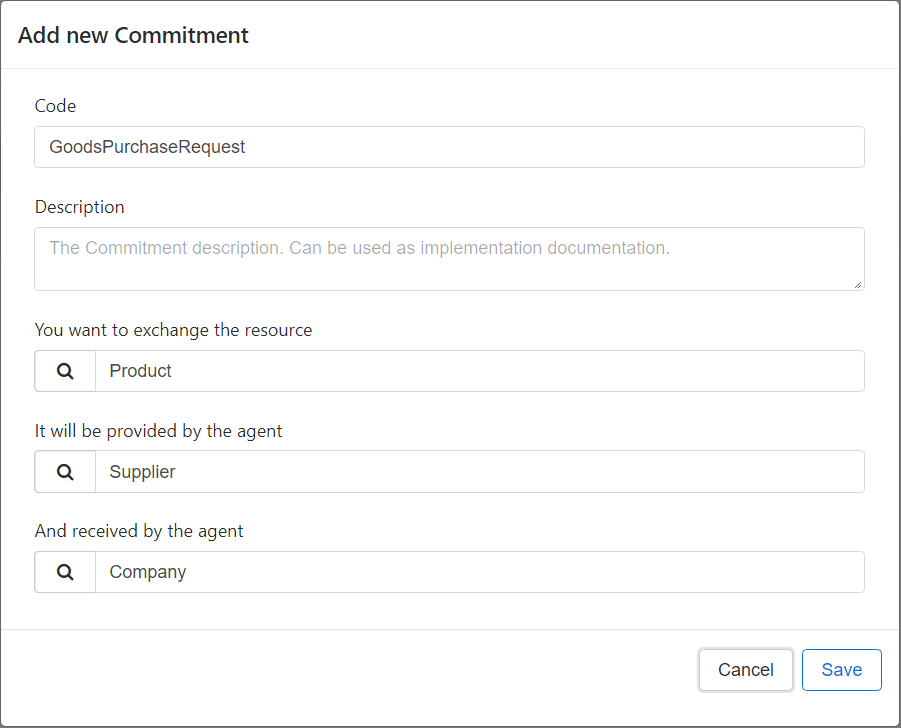 Add new Commitment
Code
GoodsPurchaseRequest
Description
The Commitment description. Can be used as implementation documentation.
You want to exchange the resource
Product
It will be provided by the agent
Supplier
And received by the agent
Company
Cancel Save